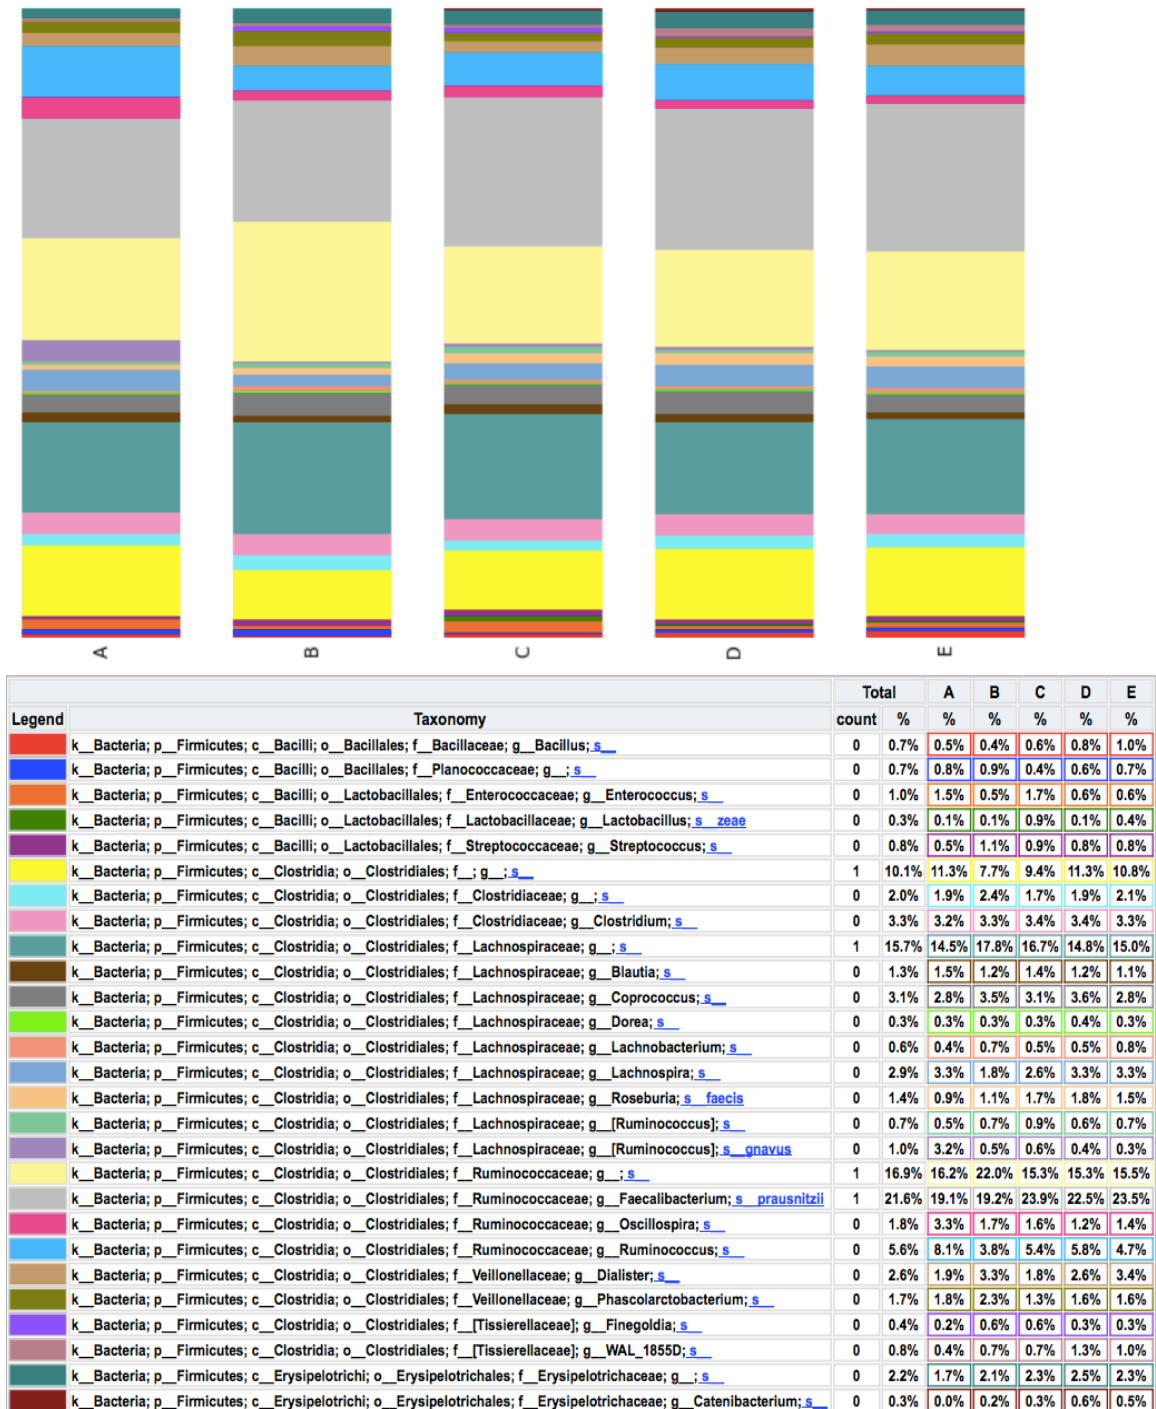 A B C D E
Total A B C D E
Legend Taxonomy count % % % % % %
k__Bacteria; p__Firmicutes; c__Bacilli; o__Bacillales; f__Bacillaceae; g__Bacillus; s__ 0 0.7% 0.5% 0.4% 0.6% 0.8% 1.0%
k__Bacteria; p__Firmicutes; c__Bacilli; o__Bacillales; f__Planococcaceae; g__; s__ 0 0.7% 0.8% 0.9% 0.4% 0.6% 0.7%
k__Bacteria; p__Firmicutes; c__Bacilli; o__Lactobacillales; f__Enterococcaceae; g__Enterococcus; s__ 0 1.0% 1.5% 0.5% 1.7% 0.6% 0.6%
k__Bacteria; p__Firmicutes; c__Bacilli; o__Lactobacillales; f__Lactobacillaceae; g__Lactobacillus; s__zeae 0 0.3% 0.1% 0.1% 0.9% 0.1% 0.4%
k__Bacteria; p__Firmicutes; c__Bacilli; o__Lactobacillales; f__Streptococcaceae; g__Streptococcus; s__ 0 0.8% 0.5% 1.1% 0.9% 0.8% 0.8%
k__Bacteria; p__Firmicutes; c__Clostridia; o__Clostridiales; f__; g__; s__ 1 10.1% 11.3% 7.7% 9.4% 11.3% 10.8%
k__Bacteria; p__Firmicutes; c__Clostridia; o__Clostridiales; f__Clostridiaceae; g__; s__ 0 2.0% 1.9% 2.4% 1.7% 1.9% 2.1%
k__Bacteria; p__Firmicutes; c__Clostridia; o__Clostridiales; f__Clostridiaceae; g__Clostridium; s__ 0 3.3% 3.2% 3.3% 3.4% 3.4% 3.3%
k__Bacteria; p__Firmicutes; c__Clostridia; o__Clostridiales; f__Lachnospiraceae; g__; s__ 1 15.7% 14.5% 17.8% 16.7% 14.8% 15.0%
k__Bacteria; p__Firmicutes; c__Clostridia; o__Clostridiales; f__Lachnospiraceae; g__Blautia; s__ 0 1.3% 1.5% 1.2% 1.4% 1.2% 1.1%
k__Bacteria; p__Firmicutes; c__Clostridia; o__Clostridiales; f__Lachnospiraceae; g__Coprococcus; s__ 0 3.1% 2.8% 3.5% 3.1% 3.6% 2.8%
k__Bacteria; p__Firmicutes; c__Clostridia; o__Clostridiales; f__Lachnospiraceae; g__Dorea; s__ 0 0.3% 0.3% 0.3% 0.3% 0.4% 0.3%
k__Bacteria; p__Firmicutes; c__Clostridia; o__Clostridiales; f__Lachnospiraceae; g__Lachnobacterium; s__ 0 0.6% 0.4% 0.7% 0.5% 0.5% 0.8%
k__Bacteria; p__Firmicutes; c__Clostridia; o__Clostridiales; f__Lachnospiraceae; g__Lachnospira; s__ 0 2.9% 3.3% 1.8% 2.6% 3.3% 3.3%
k__Bacteria; p__Firmicutes; c__Clostridia; o__Clostridiales; f__Lachnospiraceae; g__Roseburia; s__faecis 0 1.4% 0.9% 1.1% 1.7% 1.8% 1.5%
k__Bacteria; p__Firmicutes; c__Clostridia; o__Clostridiales; f__Lachnospiraceae; g__[Ruminococcus]; s__ 0 0.7% 0.5% 0.7% 0.9% 0.6% 0.7%
k__Bacteria; p__Firmicutes; c__Clostridia; o__Clostridiales; f__Lachnospiraceae; g__[Ruminococcus]; s__gnavus 0 1.0% 3.2% 0.5% 0.6% 0.4% 0.3%
k__Bacteria; p__Firmicutes; c__Clostridia; o__Clostridiales; f__Ruminococcaceae; g__; s__ 1 16.9% 16.2% 22.0% 15.3% 15.3% 15.5%
k__Bacteria; p__Firmicutes; c__Clostridia; o__Clostridiales; f__Ruminococcaceae; g__Faecalibacterium; s__prausnitzii 1 21.6% 19.1% 19.2% 23.9% 22.5% 23.5%
k__Bacteria; p__Firmicutes; c__Clostridia; o__Clostridiales; f__Ruminococcaceae; g__Oscillospira; s__ 0 1.8% 3.3% 1.7% 1.6% 1.2% 1.4%
k__Bacteria; p__Firmicutes; c__Clostridia; o__Clostridiales; f__Ruminococcaceae; g__Ruminococcus; s__ 0 5.6% 8.1% 3.8% 5.4% 5.8% 4.7%
k__Bacteria; p__Firmicutes; c__Clostridia; o__Clostridiales; f__Veillonellaceae; g__Dialister; s__ 0 2.6% 1.9% 3.3% 1.8% 2.6% 3.4%
k__Bacteria; p__Firmicutes; c__Clostridia; o__Clostridiales; f__Veillonellaceae; g__Phascolarctobacterium; s__ 0 1.7% 1.8% 2.3% 1.3% 1.6% 1.6%
k__Bacteria; p__Firmicutes; c__Clostridia; o__Clostridiales; f__[Tissierellaceae]; g__Finegoldia; s__ 0 0.4% 0.2% 0.6% 0.6% 0.3% 0.3%
k__Bacteria; p__Firmicutes; c__Clostridia; o__Clostridiales; f__[Tissierellaceae]; g__WAL_1855D; s__ 0 0.8% 0.4% 0.7% 0.7% 1.3% 1.0%
k__Bacteria; p__Firmicutes; c__Erysipelotrichi; o__Erysipelotrichales; f__Erysipelotrichaceae; g__; s__ 0 2.2% 1.7% 2.1% 2.3% 2.5% 2.3%
k__Bacteria; p__Firmicutes; c__Erysipelotrichi; o__Erysipelotrichales; f__Erysipelotrichaceae; g__Catenibacterium; s__ 0 0.3% 0.0% 0.2% 0.3% 0.6% 0.5%